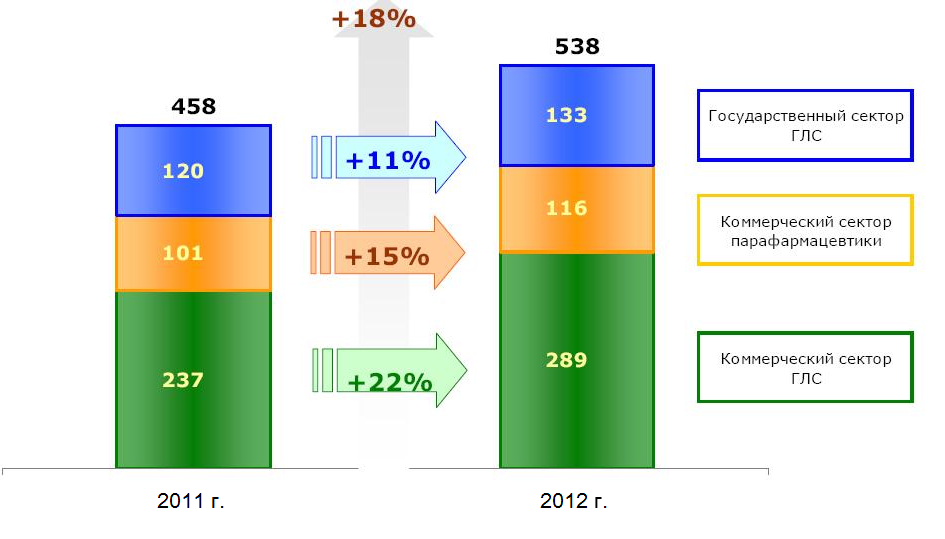 +18%
458
538
120
+11%
133
Государственный сектор
ГЛС
101
+15%
116
Коммерческий сектор
парафармацевтики
237
+22%
289
Коммерческий сектор
ГЛС
2011 г.
2012 г.